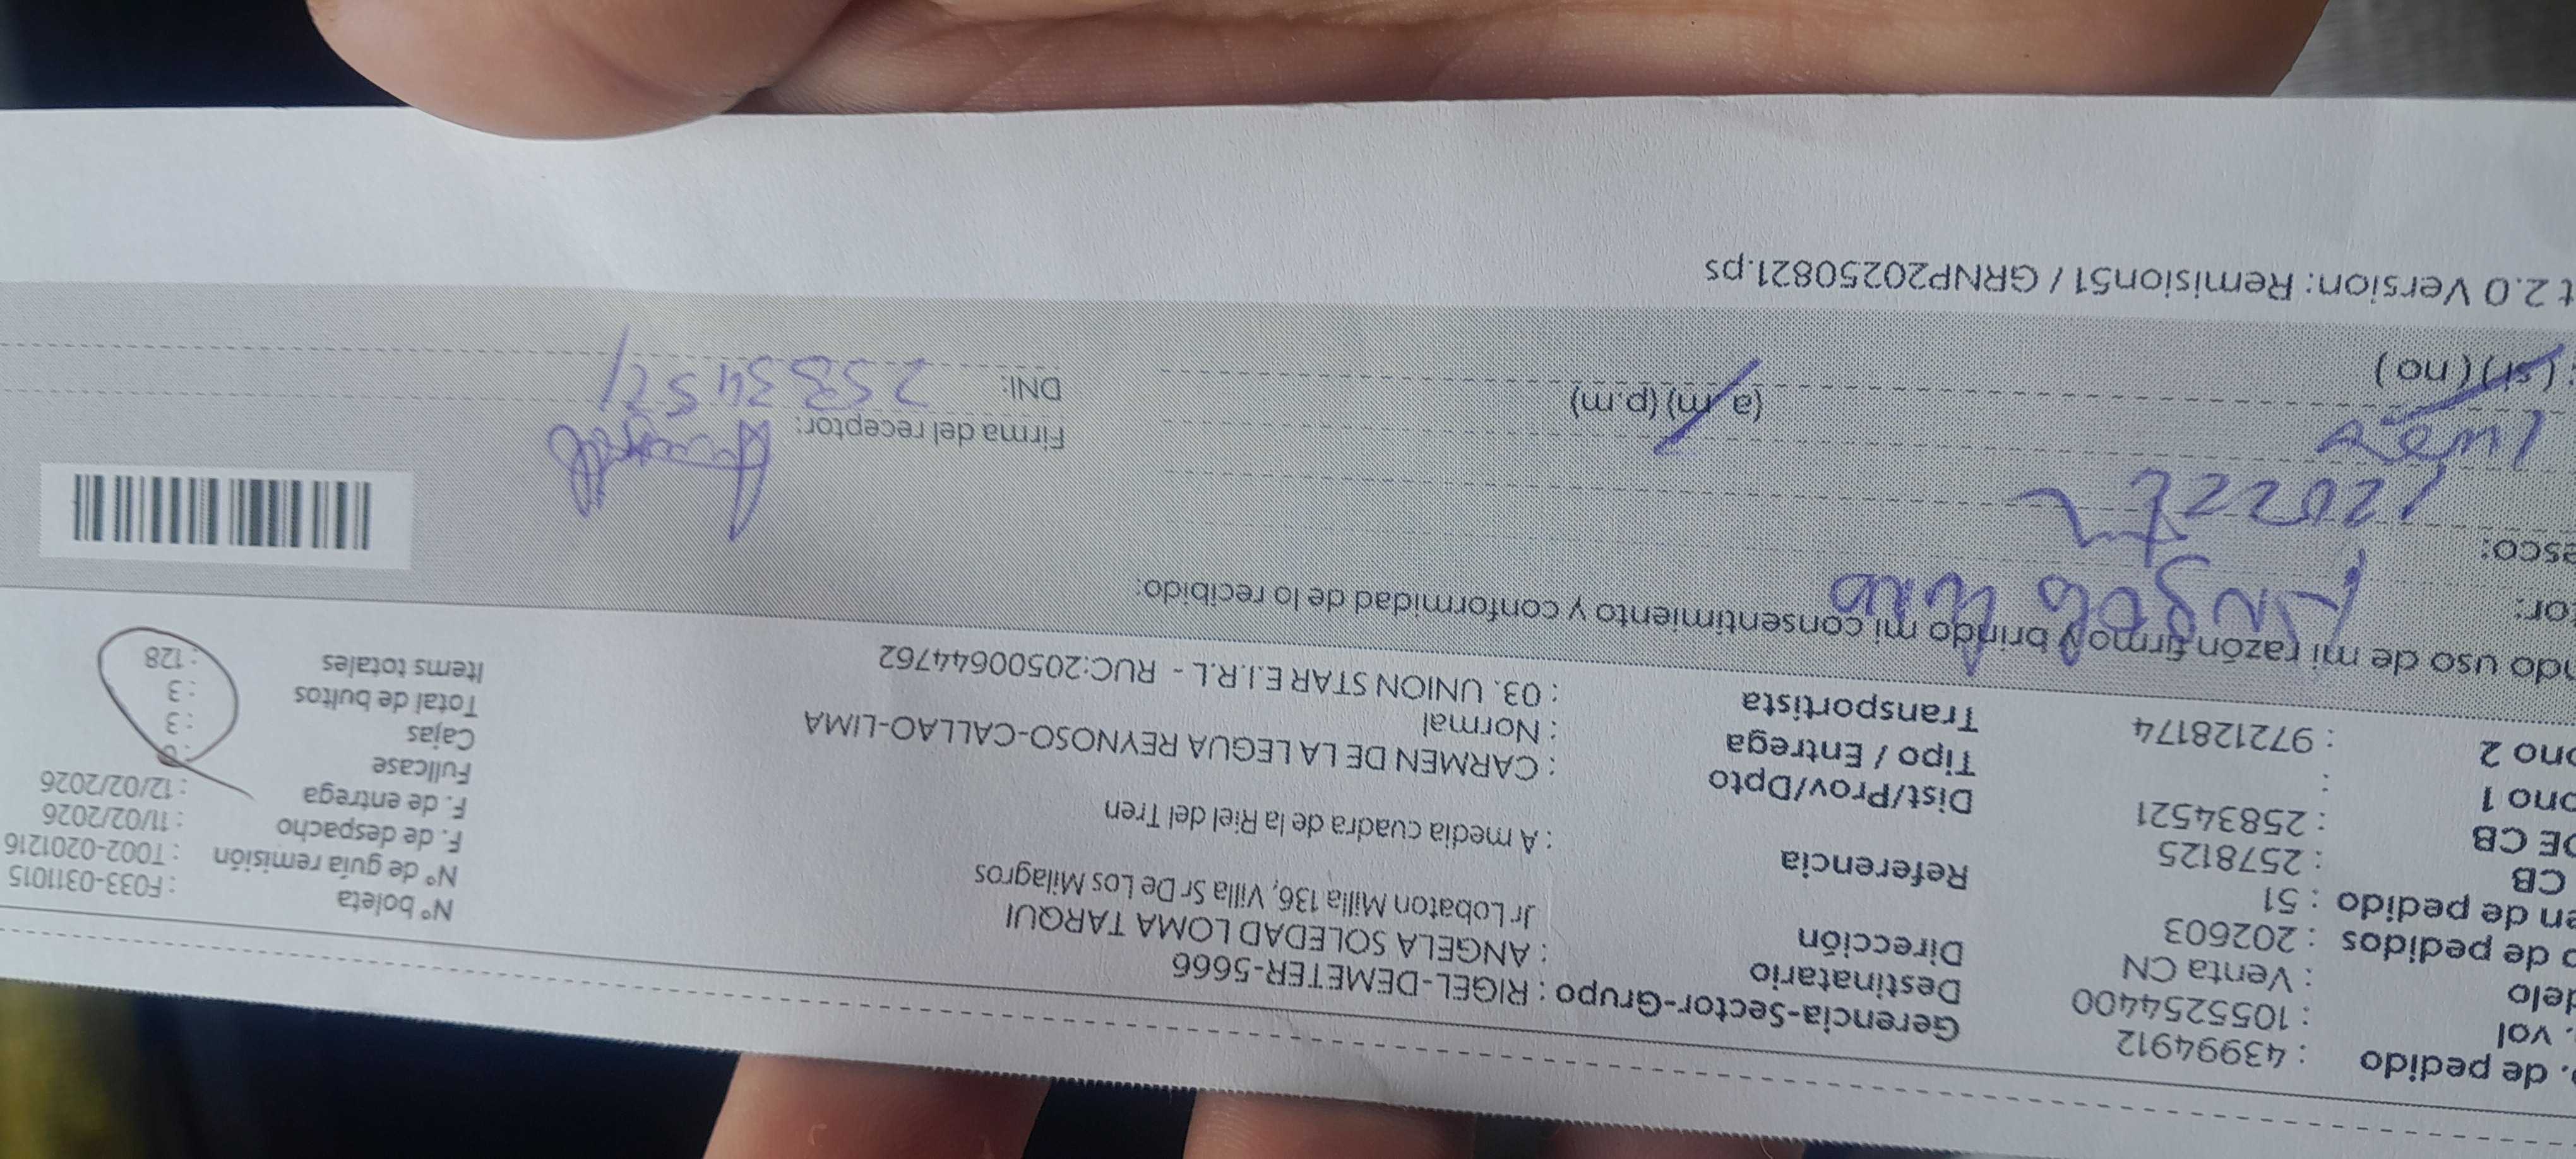 . de pedido : 43994912
. vol : 1055254400
delo : Venta CN
o de pedidos : 202603
en de pedido : 51
CB : 2578125
DE CB : 25834521
ono 1 :
ono 2 : 972128174
Gerencia-Sector-Grupo : RIGEL-DEMETER-5666
Destinatario : ANGELA SOLEDAD LOMA TARQUI
Dirección Jr Lobaton Milla 136, Villa Sr De Los Milagros
Referencia : A media cuadra de la Riel del Tren
Dist/Prov/Dpto : CARMEN DE LA LEGUA REYNOSO-CALLAO-LIMA
Tipo / Entrega : Normal
Transportista : 03. UNION STAR E.I.R.L - RUC:20500644762
N° boleta : F033-0311015
N° de guía remisión : T002-0201216
F. de despacho : 11/02/2026
F. de entrega : 12/02/2026
Fullcase : 0
Cajas : 3
Total de bultos : 3
Items totales : 128
ndo uso de mi razón firmo y brindo mi consentimiento y conformidad de lo recibido:
tor: Angela
esco:
(a.m) (p.m)
: (si) (no)
Firma del receptor:
DNI:
t 2.0 Version: Remision51 / GRNP20250821.ps